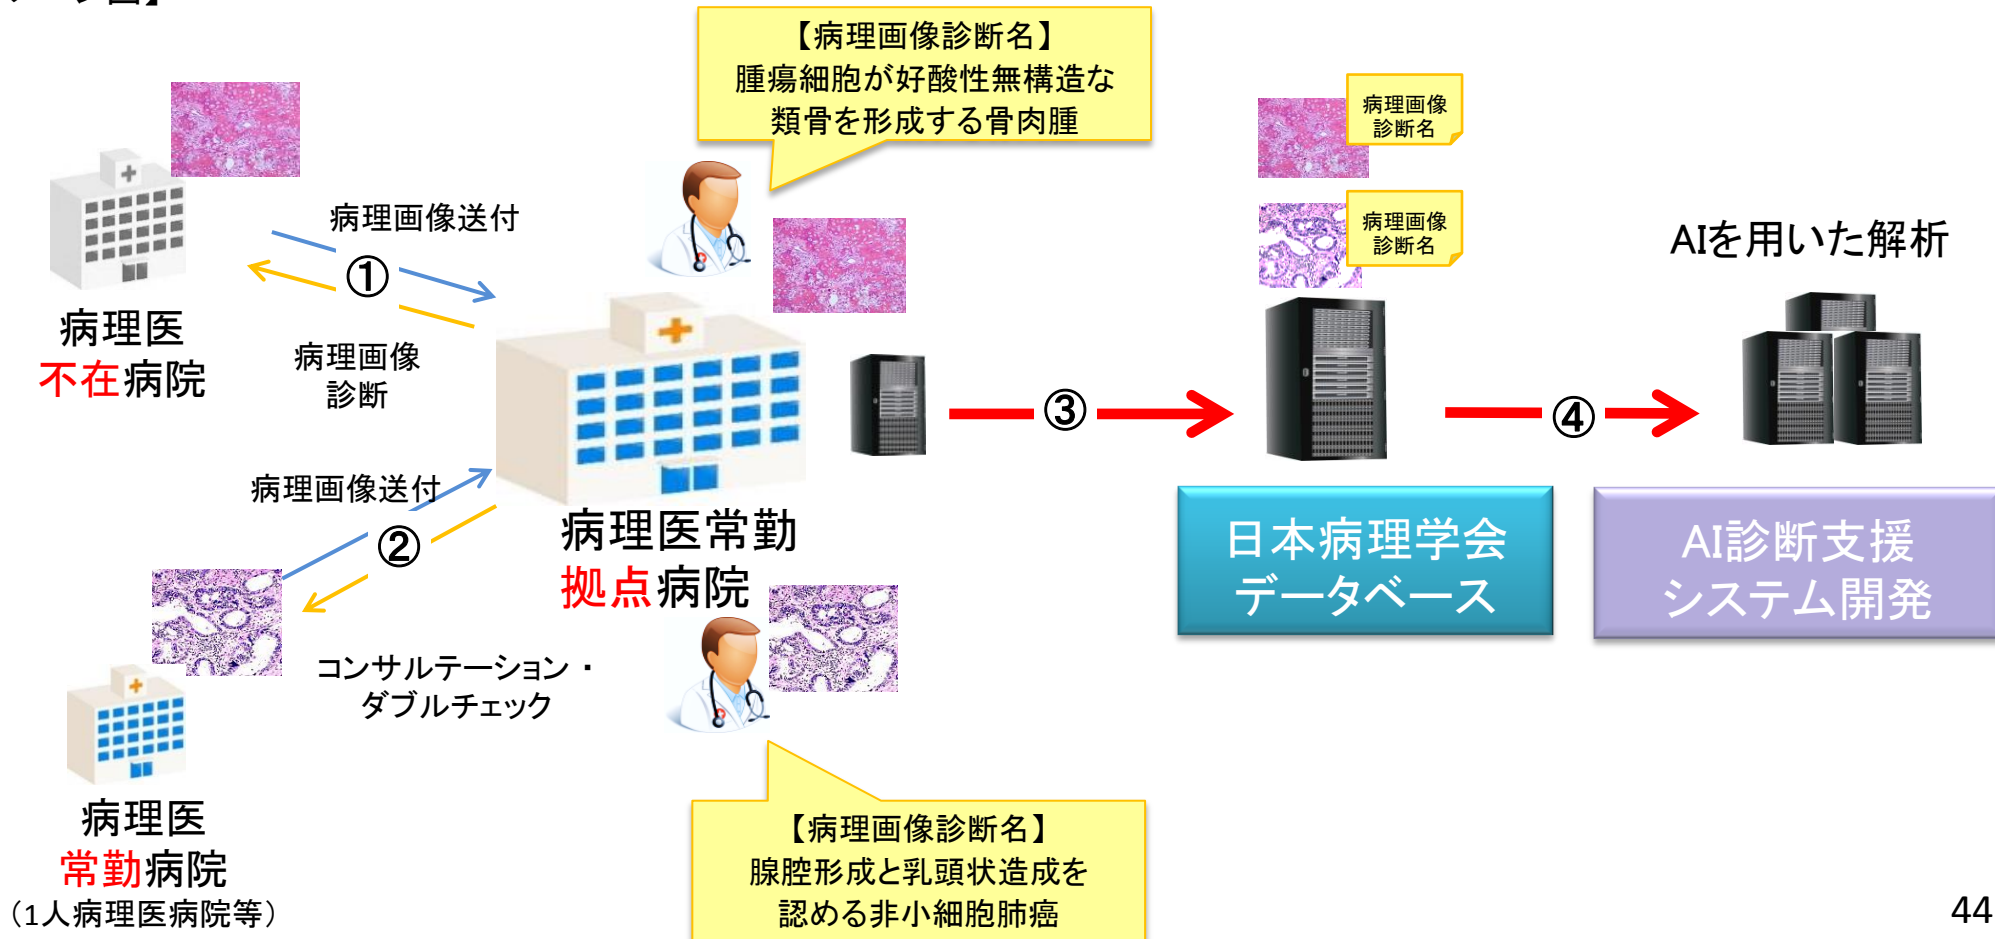 【病理画像診断名】
腫瘍細胞が好酸性無構造な
類骨を形成する骨肉腫
病理画像
診断名
病理画像
診断名
病理画像送付
①
病理画像
診断
病理医
不在病院
AIを用いた解析
③
④
病理画像送付
②
病理医常勤
拠点病院
コンサルテーション・
ダブルチェック
日本病理学会
データベース
AI診断支援
システム開発
病理医
常勤病院
（1人病理医病院等）
【病理画像診断名】
腺腔形成と乳頭状造成を
認める非小細胞肺癌
44